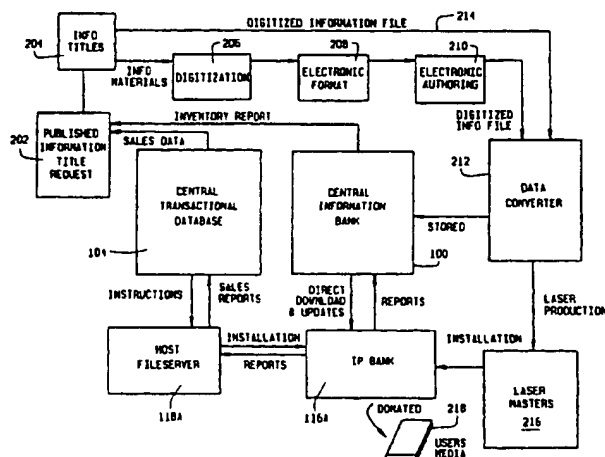 DIGITIZED INFORMATION FILE
214
INFO
TITLES
204
INFO
MATERIALS
206
DIGITIZATION
208
ELECTRONIC
FORMAT
210
ELECTRONIC
AUTHORING
INVENTORY REPORT
SALES DATA
202
PUBLISHED
INFORMATION
TITLE
REQUEST
DIGITIZED
INFO FILE
212
DATA
CONVERTER
CENTRAL
TRANSACTIONAL
DATABASE
104
CENTRAL
INFORMATION
BANK
100
STORED
INSTRUCTIONS
SALES
REPORTS
DIRECT
DOWNLOAD
& UPDATES
REPORTS
LASER
PRODUCTION
HOST
FILESERVER
118A
INSTALLATION
REPORTS
IP BANK
116A
INSTALLATION
LASER
MASTERS
216
DONATED
218
USERS
MEDIA